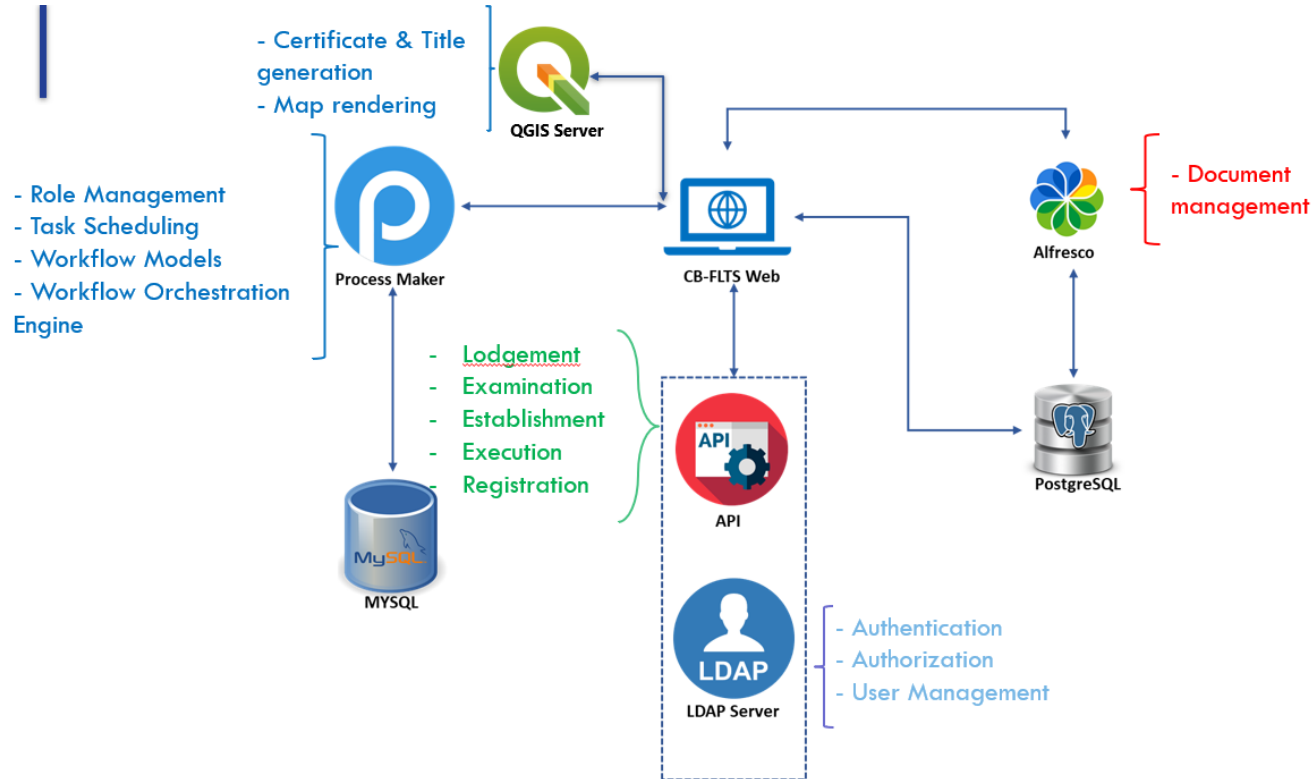 - Certificate & Title
generation
- Map rendering
QGIS Server
- Role Management
- Task Scheduling
- Workflow Models
- Workflow Orchestration
Engine
Process Maker
CB-FLTS Web
Alfresco
- Document
management
- Lodgement
- Examination
- Establishment
- Execution
- Registration
API
API
PostgreSQL
MySQL
MYSQL
LDAP
LDAP Server
- Authentication
- Authorization
- User Management